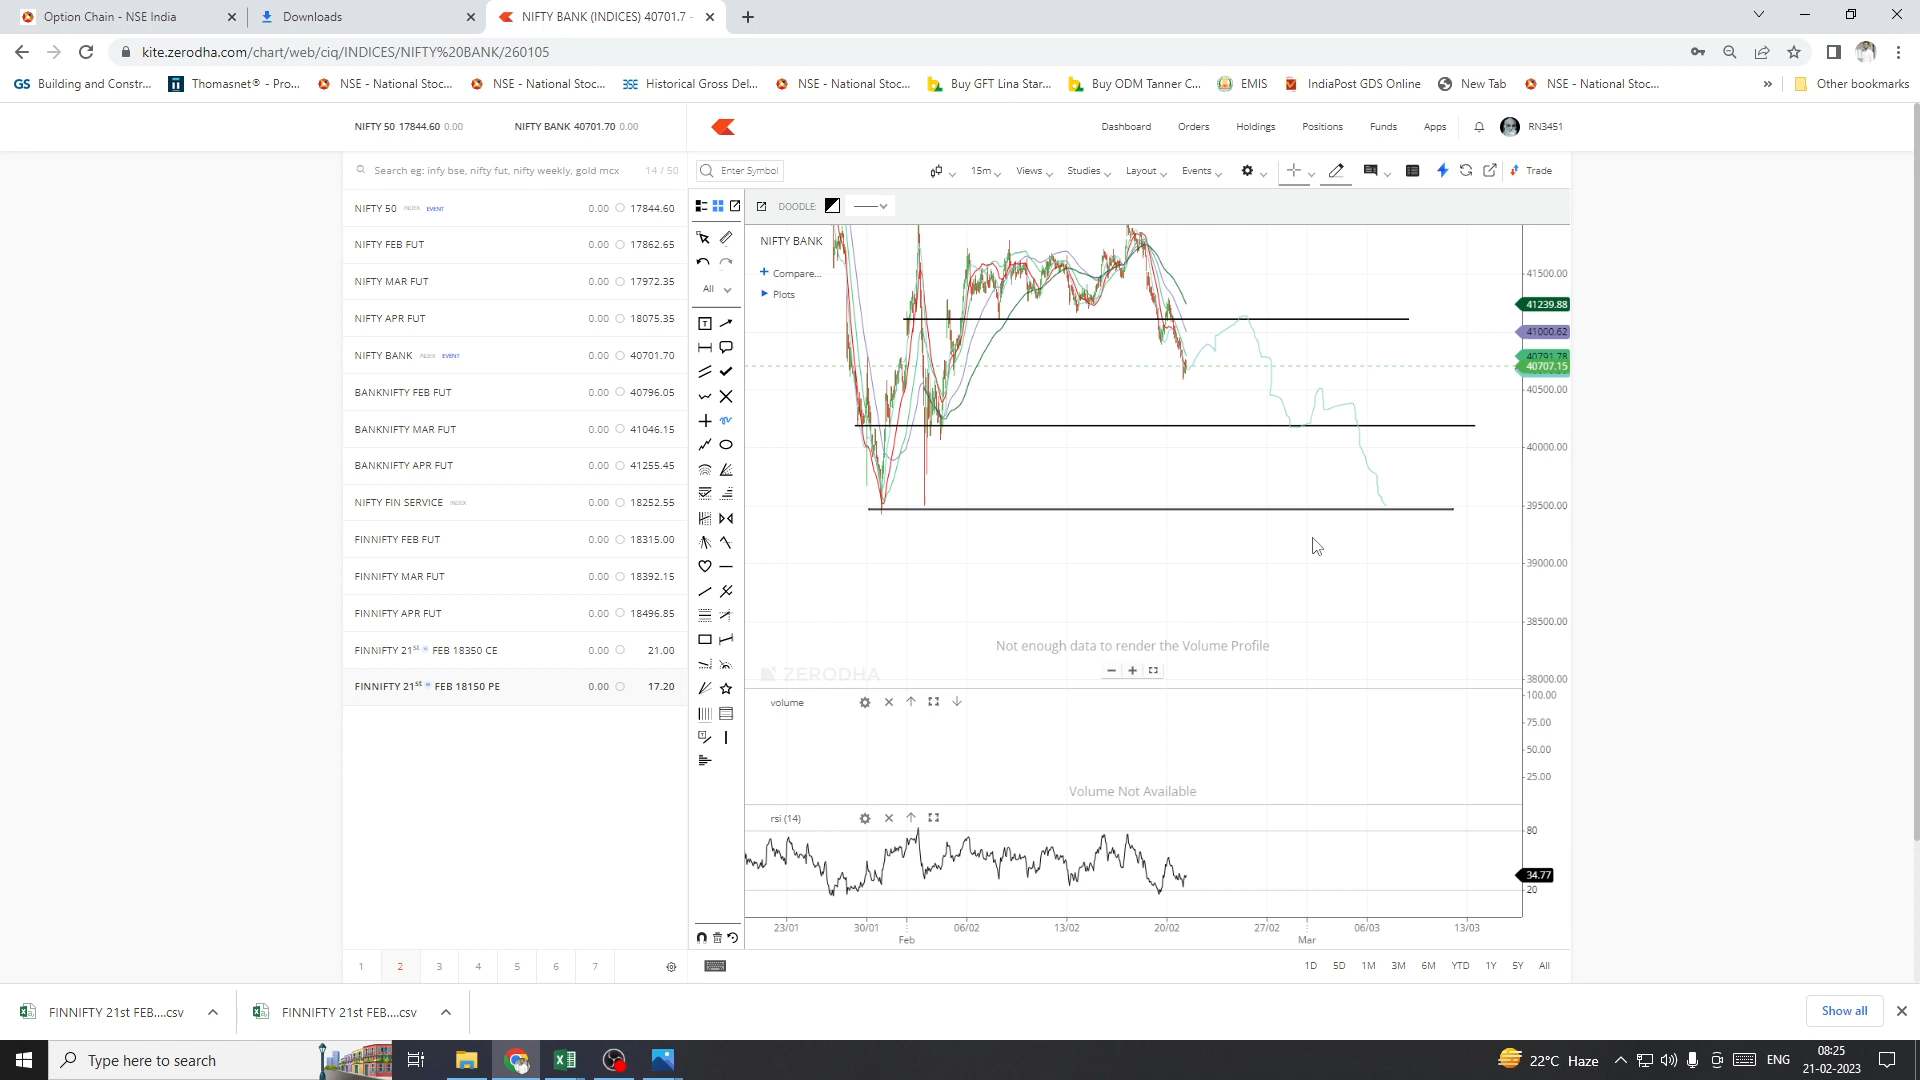 Option Chain - NSE India
Downloads
NIFTY BANK (INDICES) 40701.7 -
kite.zerodha.com/chart/web/ciq/INDICES/NIFTY%20BANK/260105
GS Building and Constr... Thomasnet® - Pro... NSE - National Stoc... NSE - National Stoc... Historical Gross Del... NSE - National Stoc... Buy GFT Lina Star... Buy ODM Tanner C... EMIS IndiaPost GDS Online New Tab NSE - National Stoc... » Other bookmarks
NIFTY 50 17844.60 0.00 NIFTY BANK 40701.70 0.00
Dashboard Orders Holdings Positions Funds Apps RN3451
Search eg: infy bse, nifty fut, nifty weekly, gold mcx 14 / 50
Enter Symbol 15m Views Studies Layout Events Trade
DOODLE:
All
NIFTY 50 INDEX EVENT 0.00 17844.60
NIFTY FEB FUT 0.00 17862.65
NIFTY MAR FUT 0.00 17972.35
NIFTY APR FUT 0.00 18075.35
NIFTY BANK INDEX EVENT 0.00 40701.70
BANKNIFTY FEB FUT 0.00 40796.05
BANKNIFTY MAR FUT 0.00 41046.15
BANKNIFTY APR FUT 0.00 41255.45
NIFTY FIN SERVICE INDEX 0.00 18252.55
FINNIFTY FEB FUT 0.00 18315.00
FINNIFTY MAR FUT 0.00 18392.15
FINNIFTY APR FUT 0.00 18496.85
FINNIFTY 21ST W FEB 18350 CE 0.00 21.00
FINNIFTY 21ST W FEB 18150 PE 0.00 17.20
1 2 3 4 5 6 7
NIFTY BANK
Compare...
Plots
41500.00
41239.88
41000.62
40791.78
40707.15
40500.00
40000.00
39500.00
39000.00
38500.00
38000.00
Not enough data to render the Volume Profile
ZERODHA
volume
100.00
75.00
50.00
25.00
Volume Not Available
rsi (14)
80
34.77
20
23/01 30/01 06/02 13/02 20/02 27/02 06/03 13/03
Feb Mar
1D 5D 1M 3M 6M YTD 1Y 5Y All
FINNIFTY 21st FEB....csv
FINNIFTY 21st FEB....csv
Show all
Type here to search
22°C Haze
ENG
08:25
21-02-2023